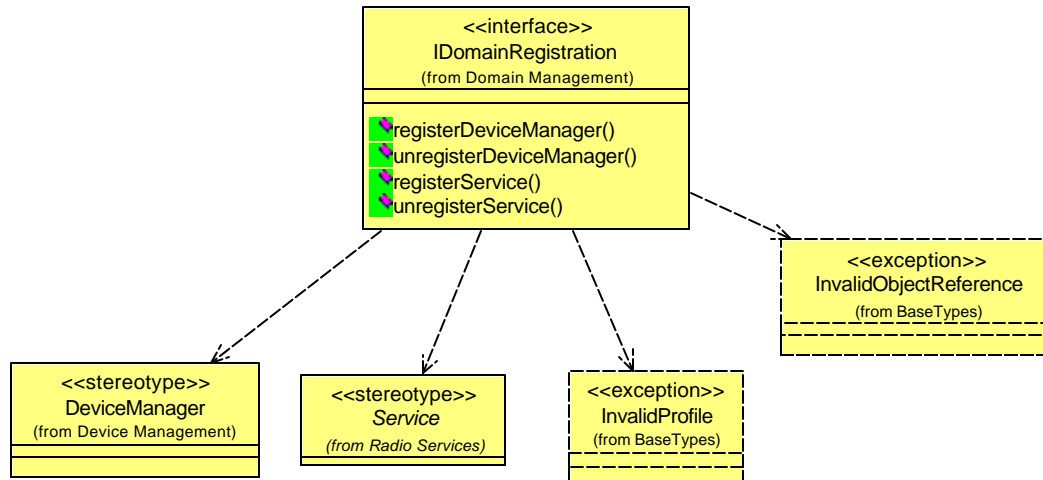 <<interface>>
IDomainRegistration
(from Domain Management)
registerDeviceManager()
unregisterDeviceManager()
registerService()
unregisterService()
<<exception>>
InvalidObjectReference
(from BaseTypes)
<<stereotype>>
DeviceManager
(from Device Management)
<<stereotype>>
Service
(from Radio Services)
<<exception>>
InvalidProfile
(from BaseTypes)